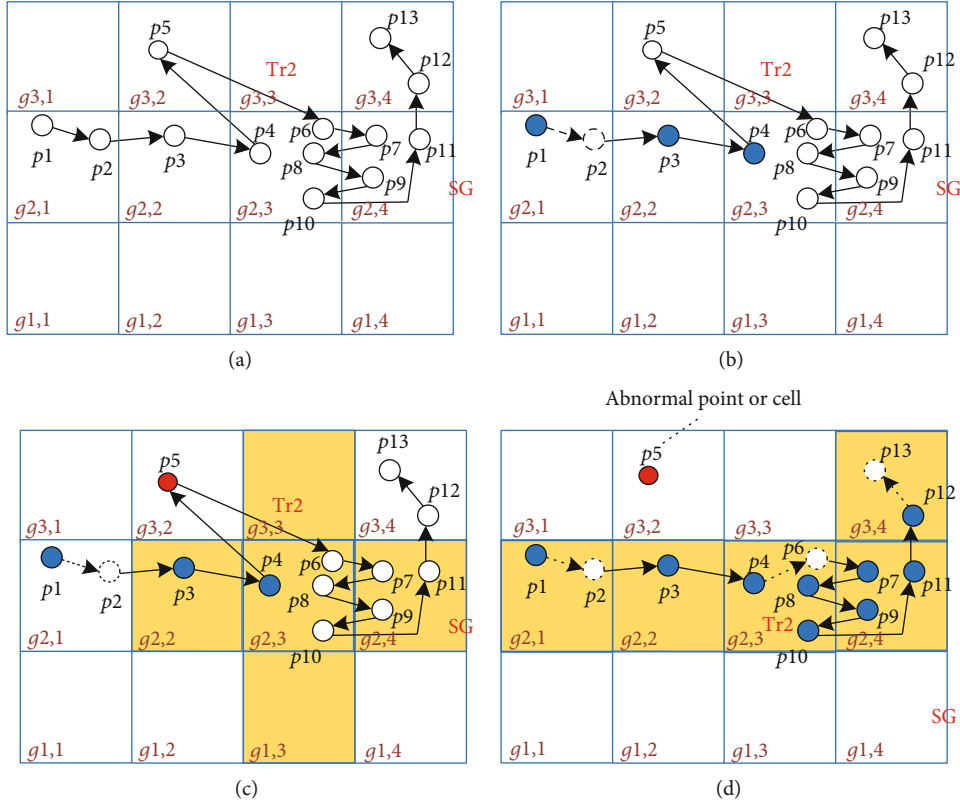 p13
p5
p12
Tr2
g3,1
g3,2
g3,3
g3,4
p1
p2
p3
p4
p6
p7
p8
p11
p9
SG
g2,1
g2,2
g2,3
g2,4
p10
g1,1
g1,2
g1,3
g1,4
(a)
p13
p5
p12
Tr2
g3,1
g3,2
g3,3
g3,4
p1
p2
p3
p4
p6
p7
p8
p11
p9
SG
g2,1
g2,2
g2,3
g2,4
p10
g1,1
g1,2
g1,3
g1,4
(b)
p13
p5
p12
Tr2
g3,1
g3,2
g3,3
g3,4
p1
p2
p3
p4
p6
p7
p8
p11
p9
SG
g2,1
g2,2
g2,3
g2,4
p10
g1,1
g1,2
g1,3
g1,4
(c)
Abnormal point or cell
p13
p5
p12
g3,1
g3,2
g3,3
g3,4
p1
p2
p3
p4
p6
p7
p8
p11
p9
Tr2
g2,1
g2,2
g2,3
g2,4
p10
SG
g1,1
g1,2
g1,3
g1,4
(d)